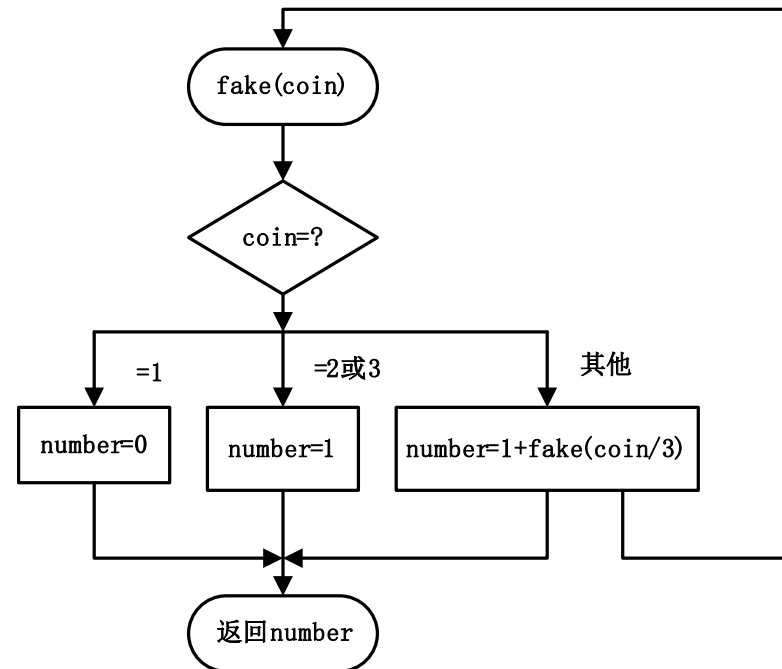 fake(coin)
coin=?
=1
=2或3
其他
number=0
number=1
number=1+fake(coin/3)
返回number